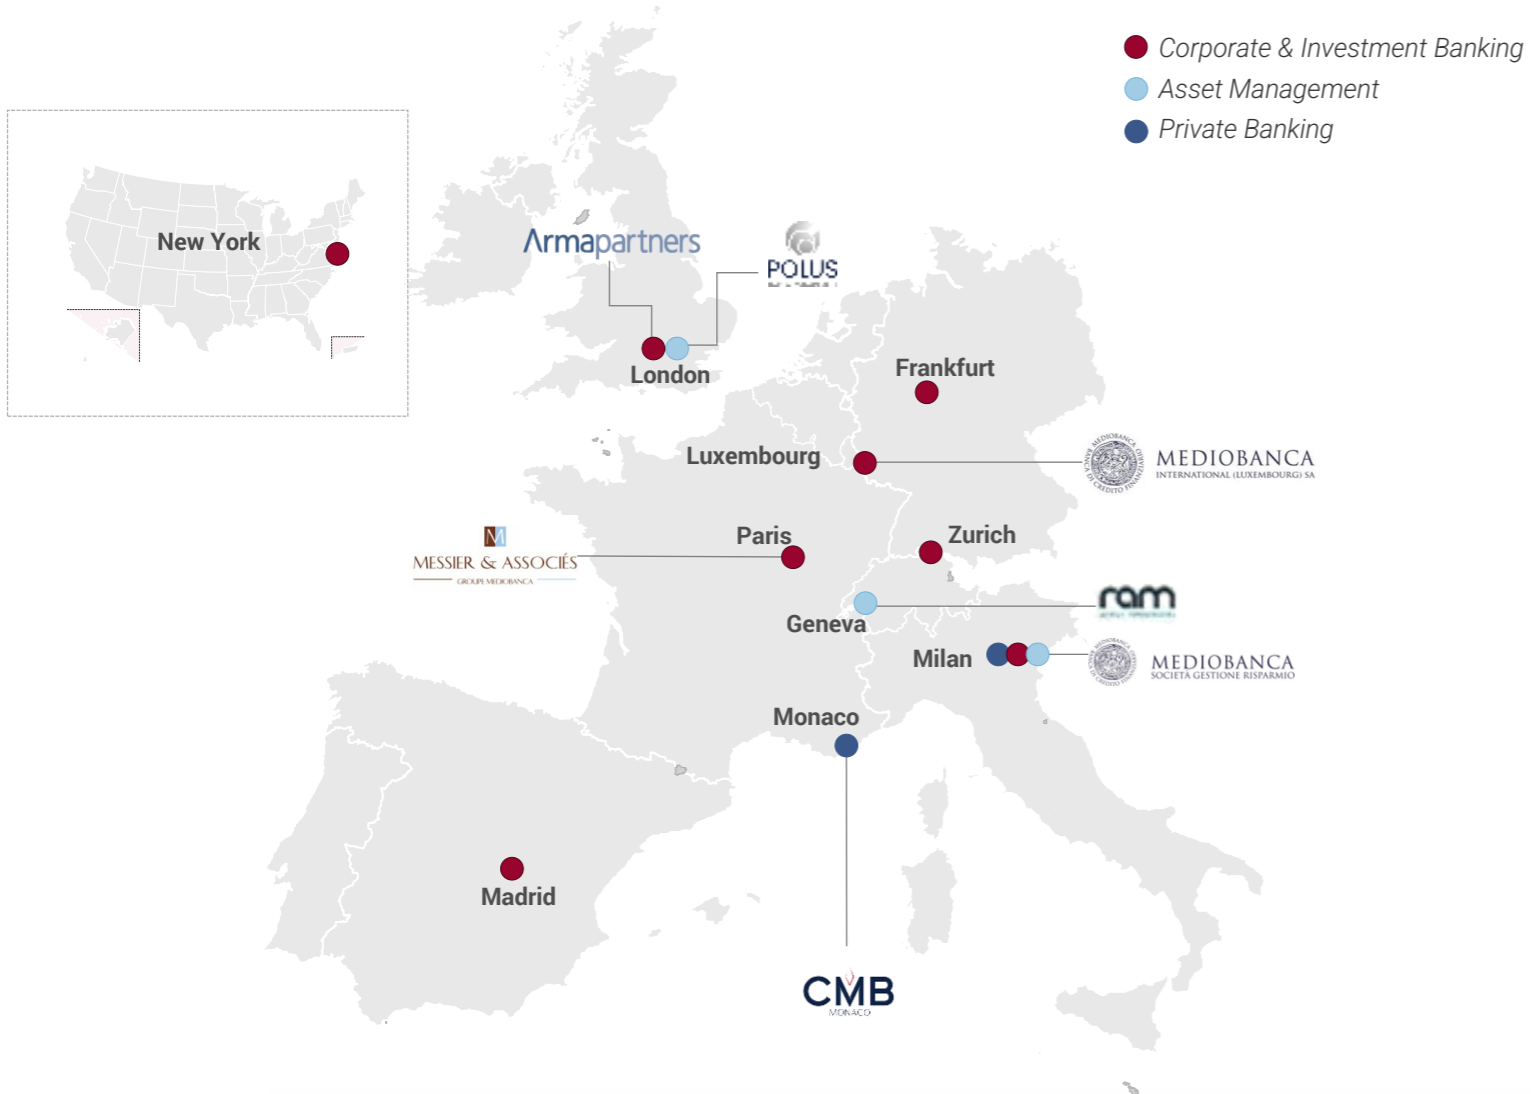 Corporate & Investment Banking
Asset Management
Private Banking
New York
Armapartners
POLUS
London
Frankfurt
Luxembourg
MEDIOBANCA
INTERNATIONAL (LUXEMBOURG) SA
Paris
Zurich
M
MESSIER & ASSOCIÉS
GROUPE MEDIOBANCA
ram
Geneva
Milan
MEDIOBANCA
SOCIETÀ GESTIONE RISPARMIO
Monaco
Madrid
CMB
MONACO